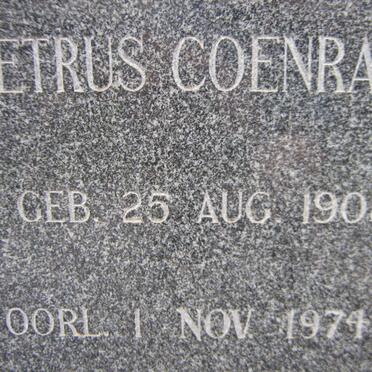 ETRUS COENRA
GEB. 25 AUG. 190
OORL. 1 NOV. 1974